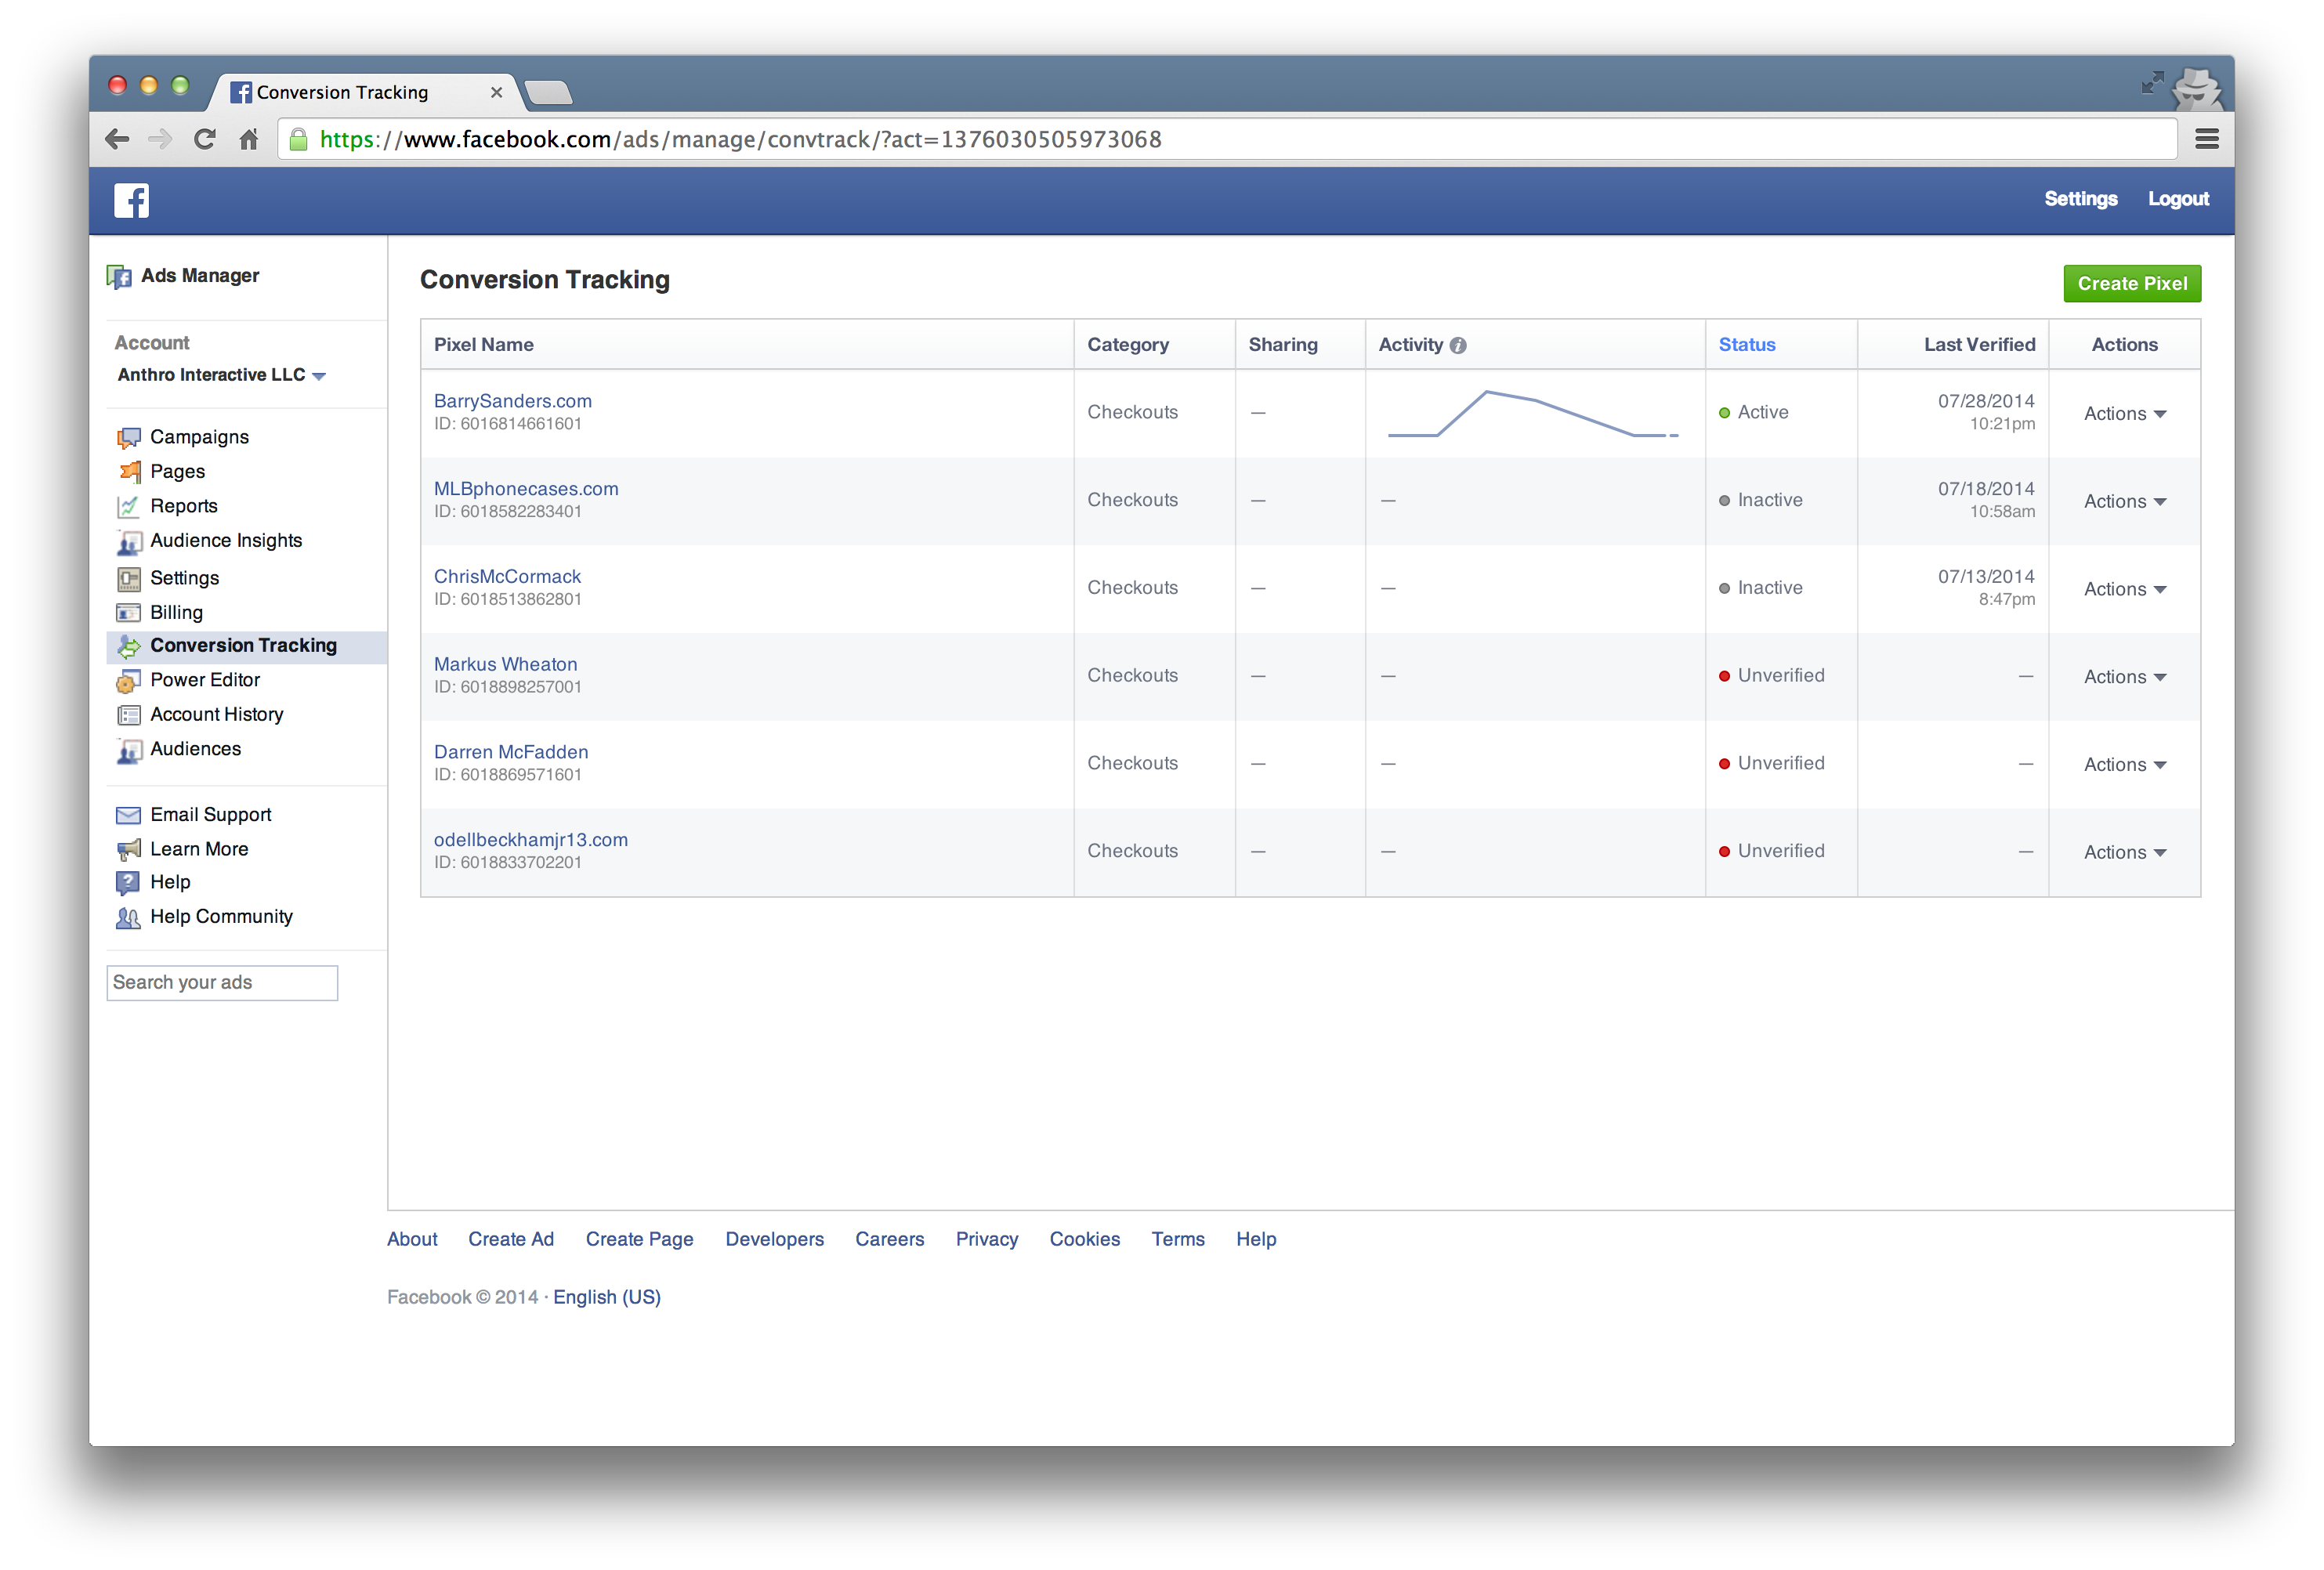 Conversion Tracking
https://www.facebook.com/ads/manage/convtrack/?act=1376030505973068
Settings Logout
Ads Manager
Account
Anthro Interactive LLC
Campaigns
Pages
Reports
Audience Insights
Settings
Billing
Conversion Tracking
Power Editor
Account History
Audiences
Email Support
Learn More
Help
Help Community
Search your ads
Conversion Tracking
Create Pixel
Pixel Name Category Sharing Activity Status Last Verified Actions
BarrySanders.com Checkouts — Active 07/28/2014 Actions
ID: 6016814661601 10:21pm
MLBphonecases.com Checkouts — — Inactive 07/18/2014 Actions
ID: 6018582283401 10:58am
ChrisMcCormack Checkouts — — Inactive 07/13/2014 Actions
ID: 6018513862801 8:47pm
Markus Wheaton Checkouts — — Unverified — Actions
ID: 6018898257001
Darren McFadden Checkouts — — Unverified — Actions
ID: 6018869571601
odellbeckhamjr13.com Checkouts — — Unverified — Actions
ID: 6018833702201
About Create Ad Create Page Developers Careers Privacy Cookies Terms Help
Facebook © 2014 · English (US)